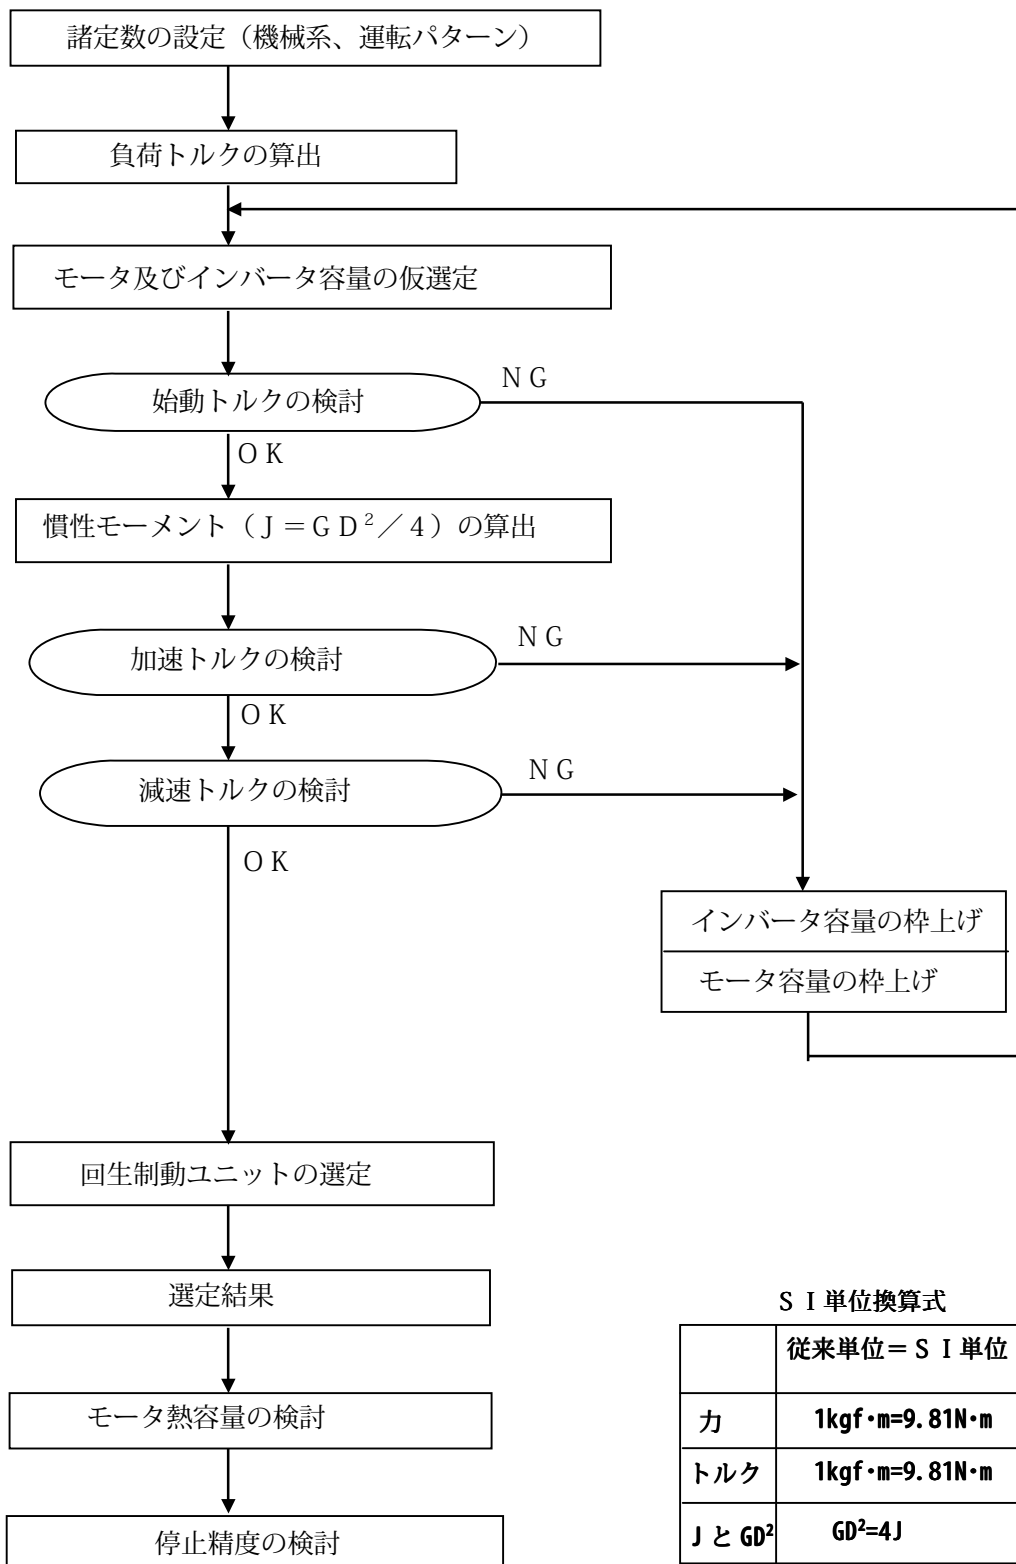 諸定数の設定（機械系、運転パターン）
負荷トルクの算出
モータ及びインバータ容量の仮選定
始動トルクの検討
ＮＧ
ＯＫ
慣性モーメント（Ｊ＝ＧＤ²／４）の算出
加速トルクの検討
ＮＧ
ＯＫ
減速トルクの検討
ＮＧ
ＯＫ
インバータ容量の枠上げ
モータ容量の枠上げ
回生制動ユニットの選定
選定結果
モータ熱容量の検討
停止精度の検討
ＳＩ単位換算式
従来単位＝ＳＩ単位
力 1kgf･m=9.81N･m
トルク 1kgf･m=9.81N･m
J と GD² GD²=4J